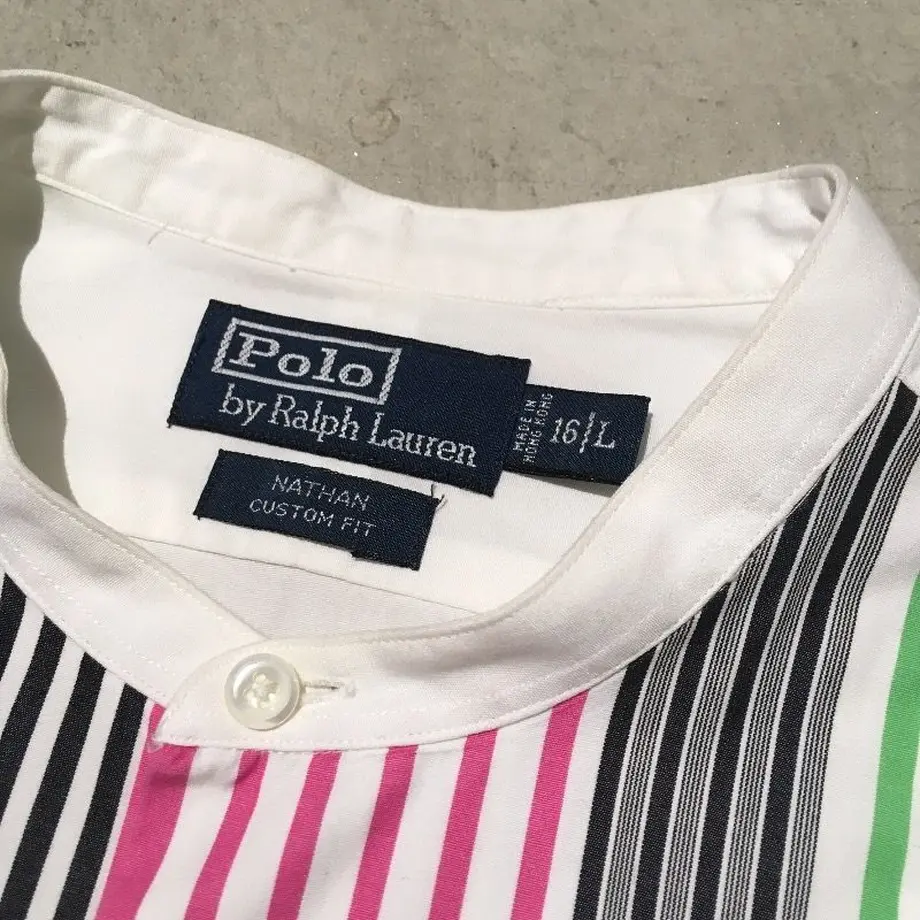 Polo
by Ralph Lauren
MADE IN
HONG KONG
16/L
NATHAN
CUSTOM FIT